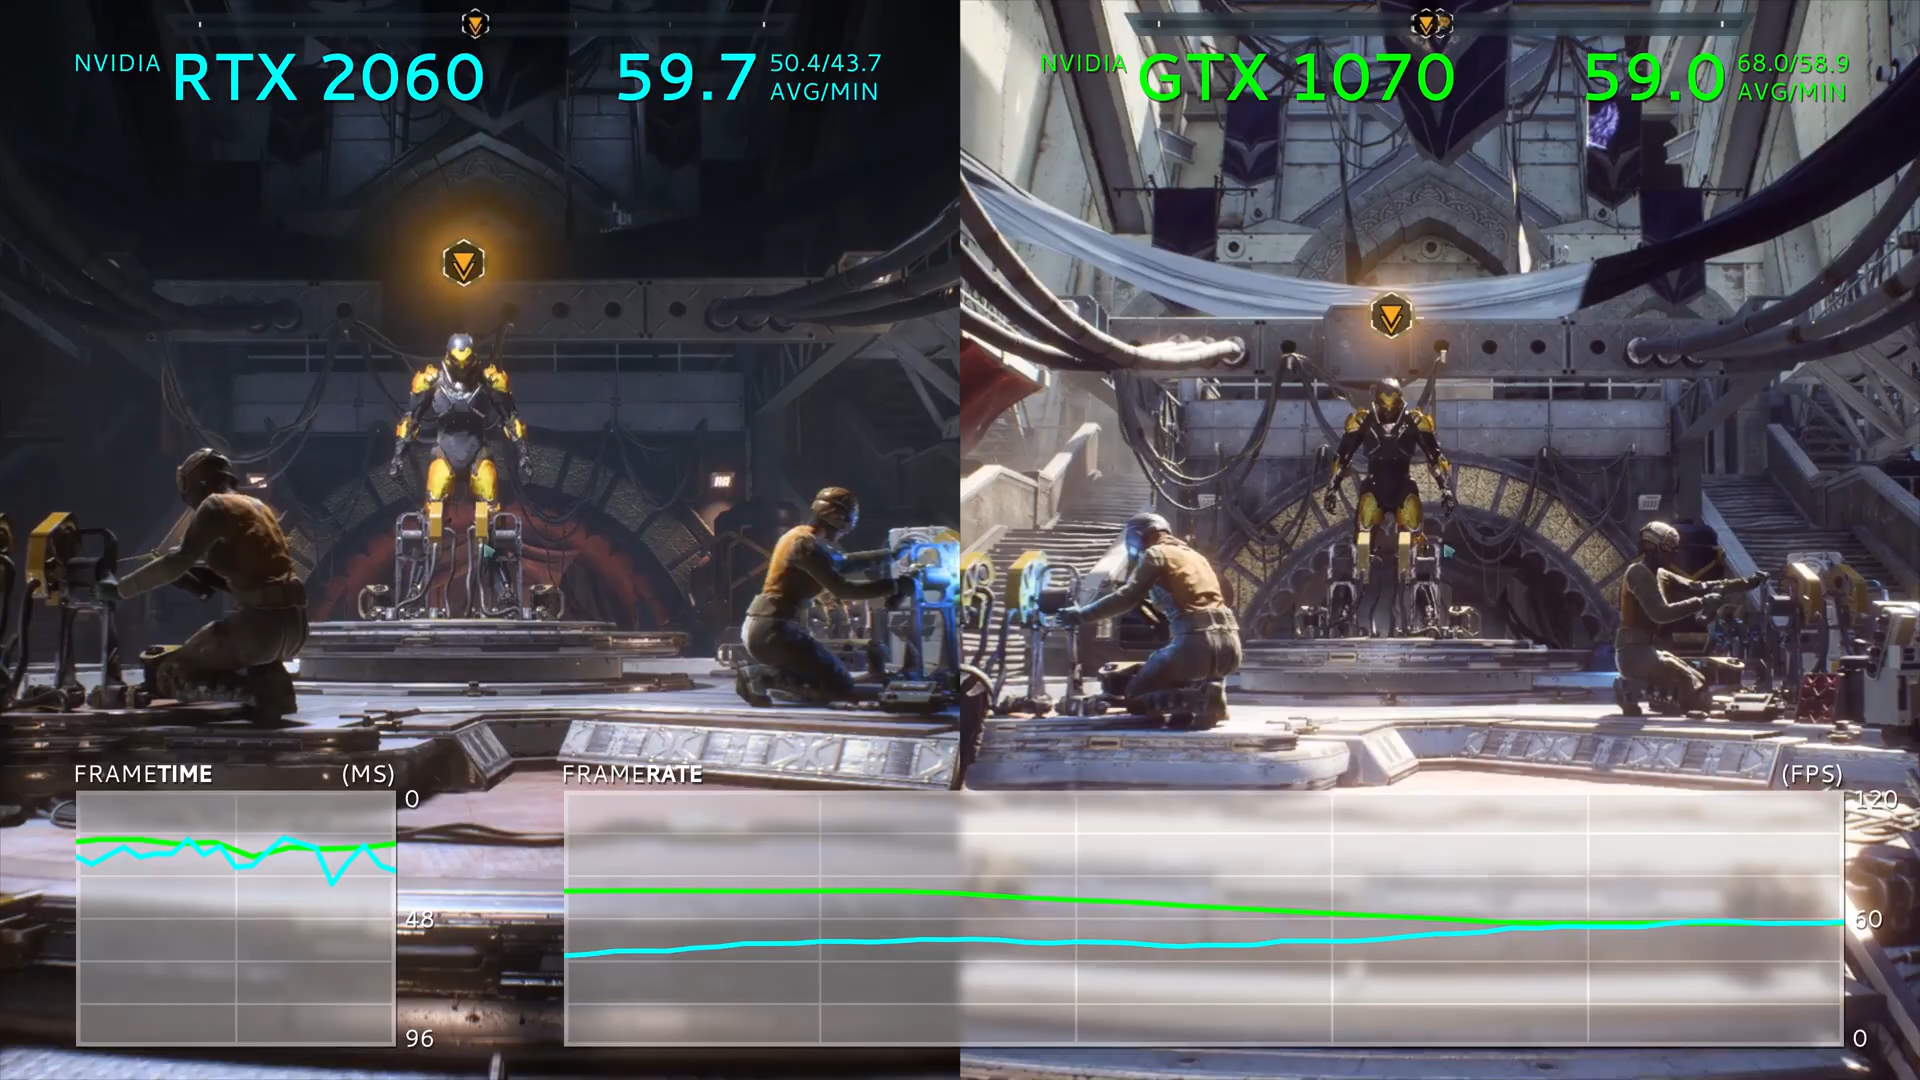 NVIDIA RTX 2060 59.7 50.4/43.7
AVG/MIN
NVIDIA GTX 1070 59.0 68.0/58.9
AVG/MIN
FRAMETIME (MS)
0
48
96
FRAMERATE (FPS)
120
60
0